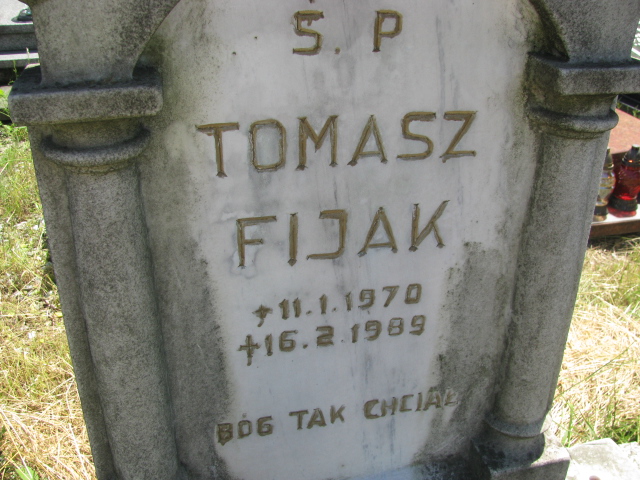 Ś. P
TOMASZ
FIJAK
* 11.1.1970
+ 16.2.1989
BÓG TAK CHCIAŁ